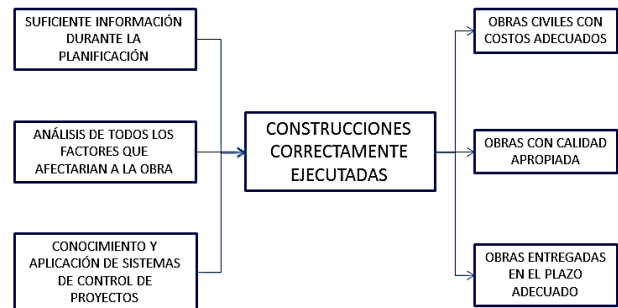 SUFICIENTE INFORMACIÓN
DURANTE LA
PLANIFICACIÓN
ANÁLISIS DE TODOS LOS
FACTORES QUE
AFECTARIAN A LA OBRA
CONOCIMIENTO Y
APLICACIÓN DE SISTEMAS
DE CONTROL DE
PROYECTOS
CONSTRUCCIONES
CORRECTAMENTE
EJECUTADAS
OBRAS CIVILES CON
COSTOS ADECUADOS
OBRAS CON CALIDAD
APROPIADA
OBRAS ENTREGADAS
EN EL PLAZO
ADECUADO